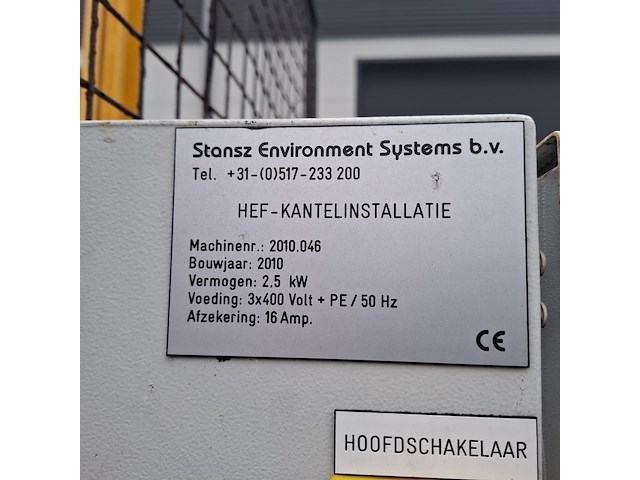 Stansz Environment Systems b.v.
Tel. +31-(0)517-233 200
HEF-KANTELINSTALLATIE
Machinenr.: 2010.046
Bouwjaar: 2010
Vermogen: 2,5 kW
Voeding: 3x400 Volt + PE / 50 Hz
Afzekering: 16 Amp.
CE
HOOFDSCHAKELAAR